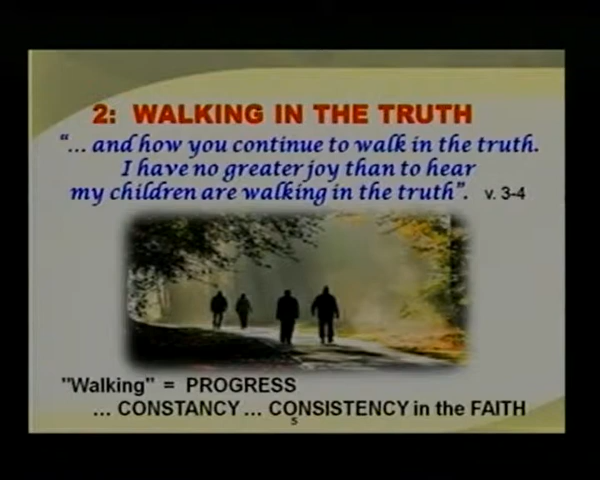 2: WALKING IN THE TRUTH
“... and how you continue to walk in the truth.
I have no greater joy than to hear
my children are walking in the truth”. v. 3-4
"Walking" = PROGRESS
... CONSTANCY ... CONSISTENCY in the FAITH
5